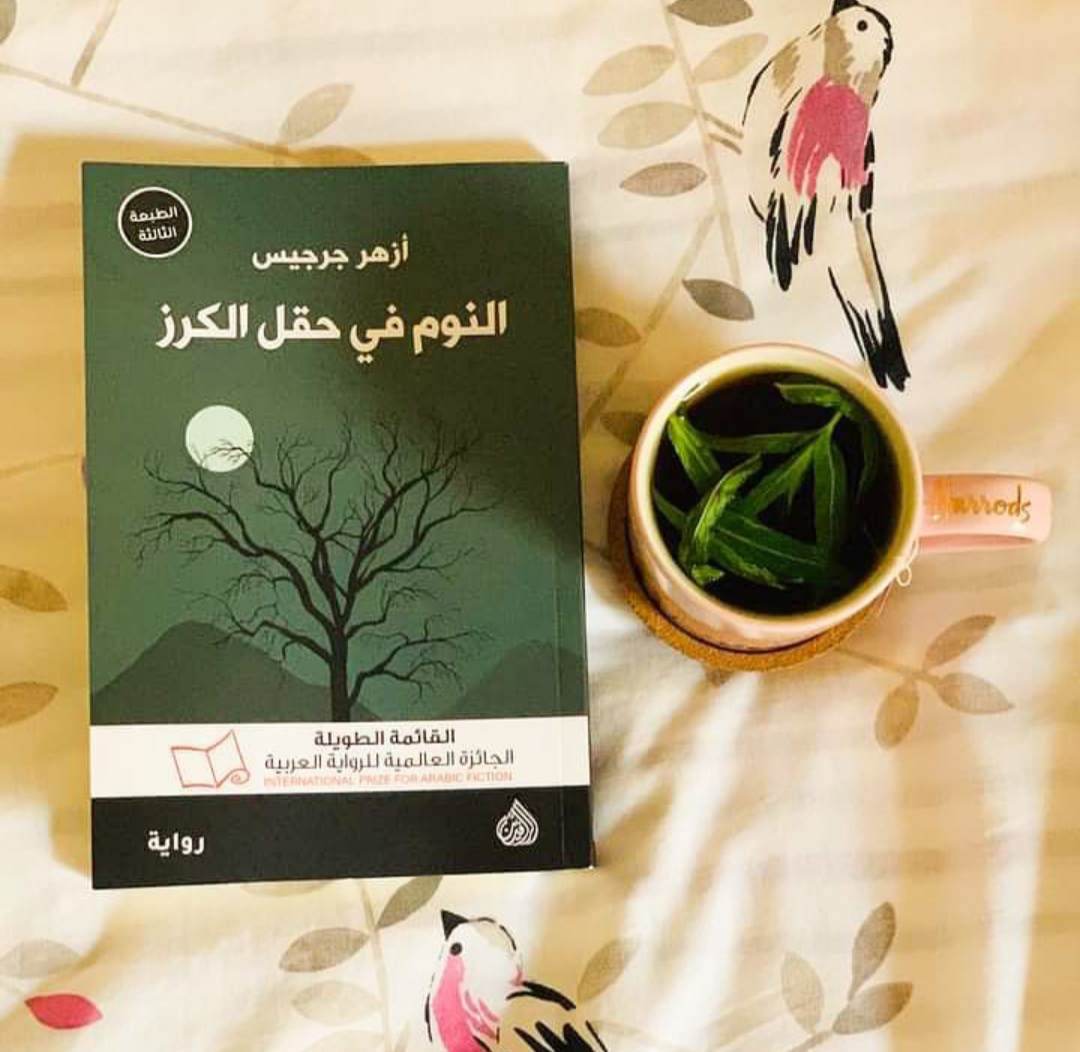 الطبعة
الثالثة
أزهر جرجيس
النومِ في حقل الكرز
القائمة الطويلة
الجائزة العالمية للرواية العربية
INTERNATIONAL PRIZE FOR ARABIC FICTION
رواية
Harrods